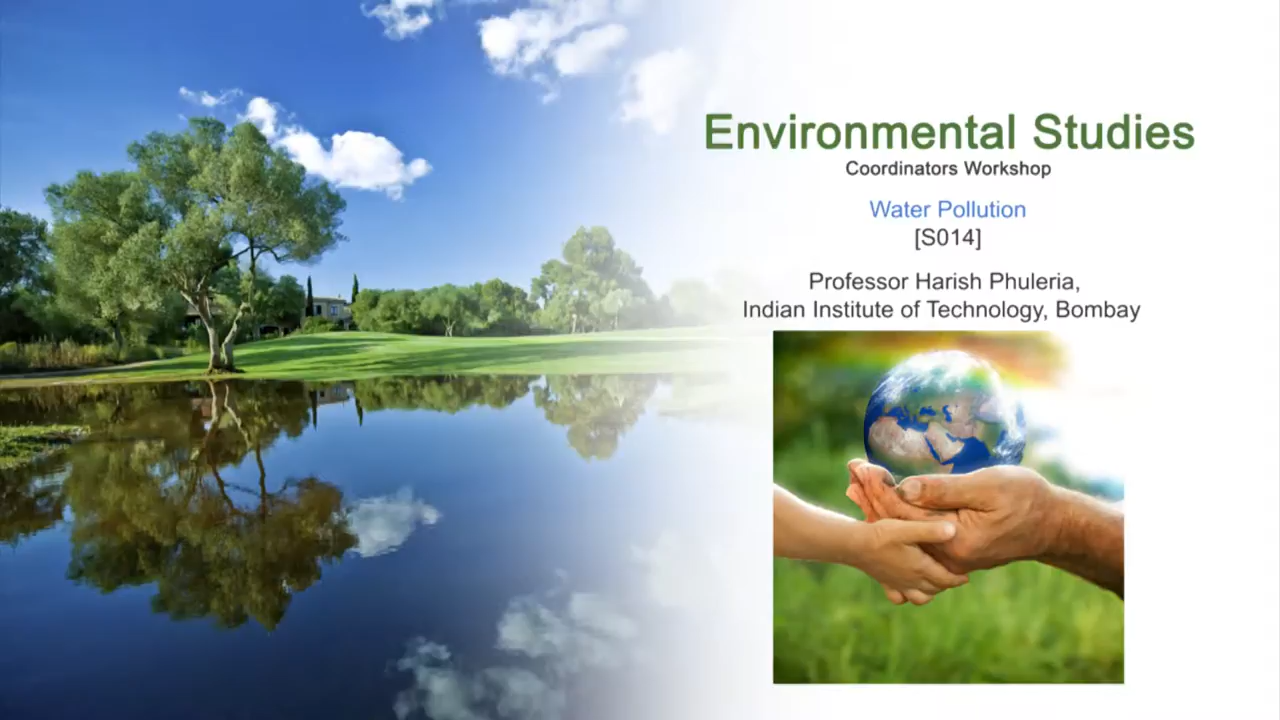 Environmental Studies
Coordinators Workshop
Water Pollution
[S014]
Professor Harish Phuleria,
Indian Institute of Technology, Bombay